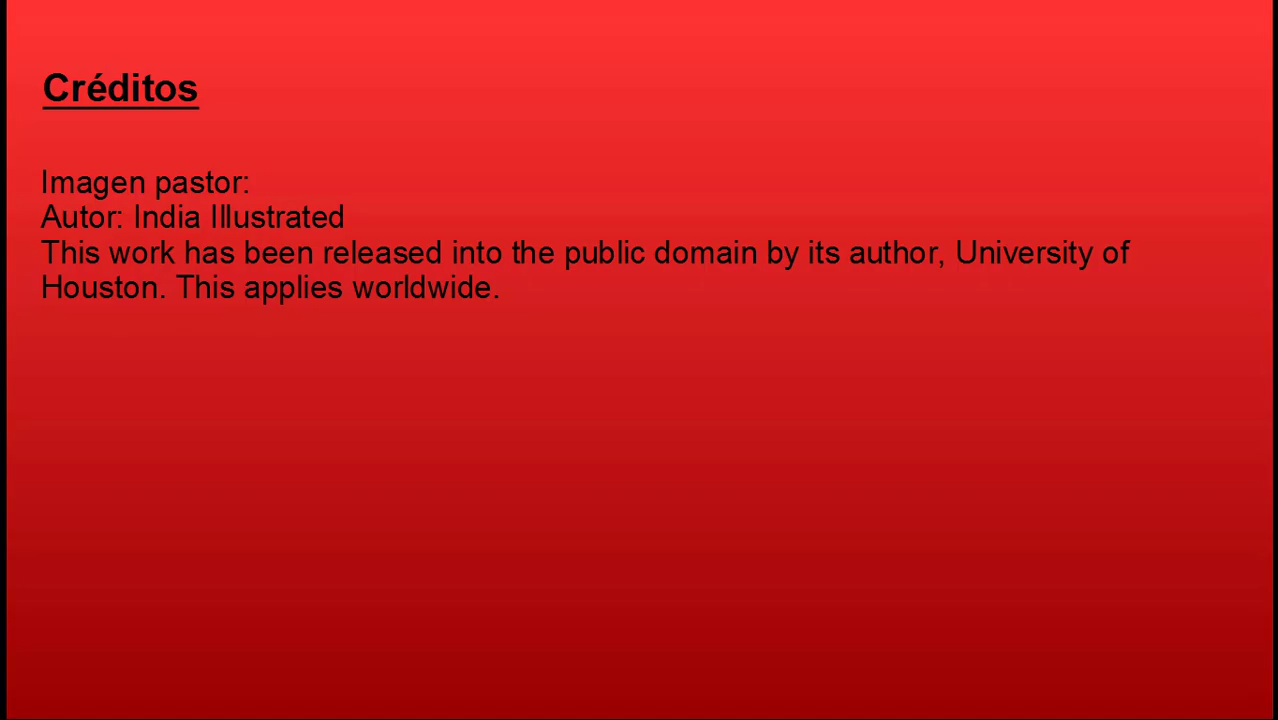 Créditos
Imagen pastor:
Autor: India Illustrated
This work has been released into the public domain by its author, University of
Houston. This applies worldwide.